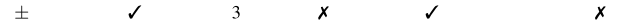 ± ✓ 3 ✗ ✓ ✗